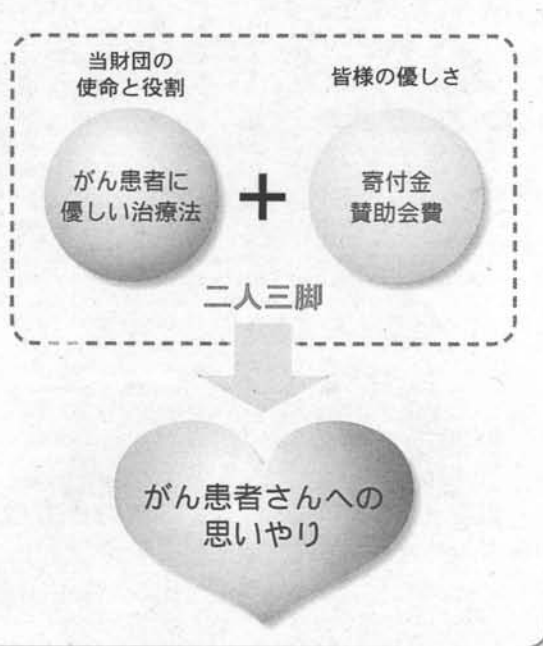 当財団の
使命と役割
皆様の優しさ
がん患者に
優しい治療法
+
寄付金
賛助会費
二人三脚
がん患者さんへの
思いやり